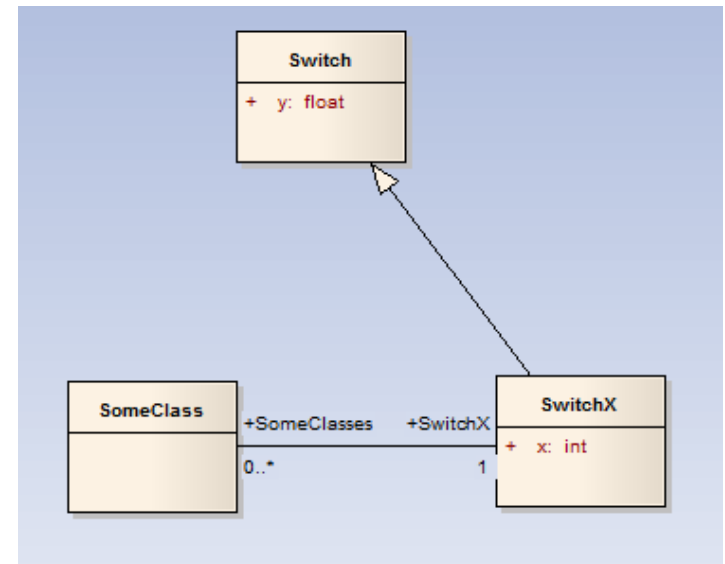 Switch
+ y: float
SomeClass
+SomeClasses
+SwitchX
0..*
1
SwitchX
+ x: int